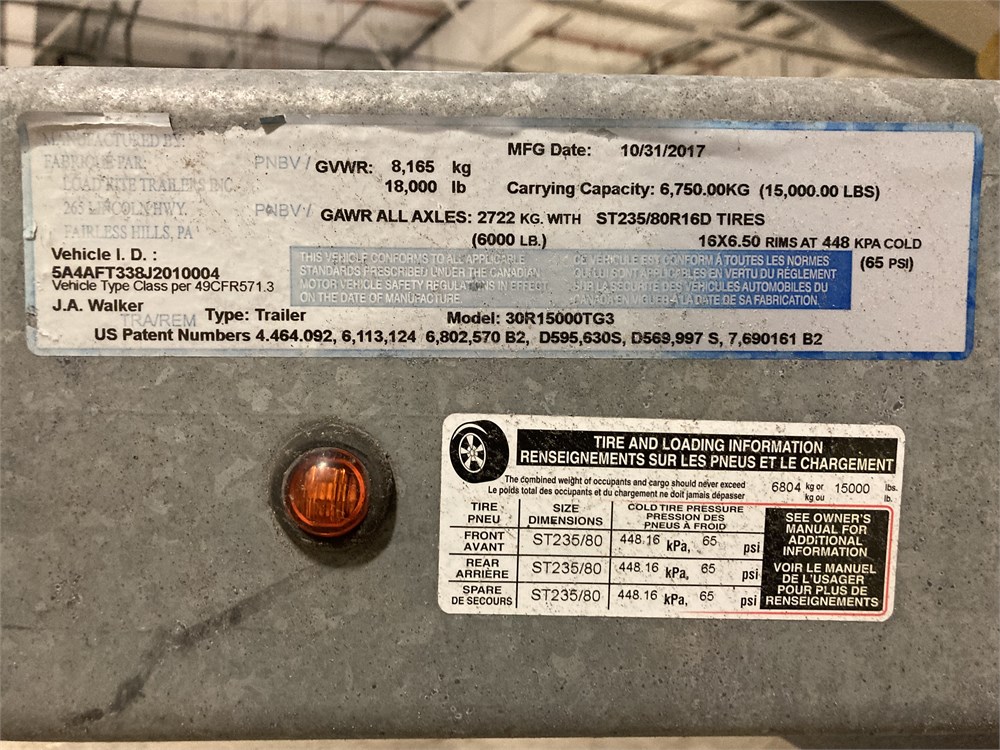 MANUFACTURED BY:
FABRIQUE PAR:
LOAD RITE TRAILERS INC.
265 LINCOLN HWY.
FAIRLESS HILLS, PA
PNBV / GVWR: 8,165 kg
18,000 lb
MFG Date: 10/31/2017
Carrying Capacity: 6,750.00KG (15,000.00 LBS)
PNBV / GAWR ALL AXLES: 2722 KG. WITH ST235/80R16D TIRES
(6000 LB.) 16X6.50 RIMS AT 448 KPA COLD
(65 PSI)
Vehicle I. D. :
5A4AFT338J2010004
Vehicle Type Class per 49CFR571.3
J.A. Walker
THIS VEHICLE CONFORMS TO ALL APPLICABLE
STANDARDS PRESCRIBED UNDER THE CANADIAN
MOTOR VEHICLE SAFETY REGULATIONS IN EFFECT
ON THE DATE OF MANUFACTURE.
CE VÉHICULE EST CONFORM À TOUTES LES NORMES
QUI LUI SONT APPLICABLES EN VERTU DU RÉGLEMENT
SUR LA SÉCURITÉ DES VÉHICULES AUTOMOBILES DU
CANADA EN VIGUER À LA DATE DE SA FABRICATION.
TRA/REM Type: Trailer Model: 30R15000TG3
US Patent Numbers 4.464.092, 6,113,124 6,802,570 B2, D595,630S, D569,997 S, 7,690161 B2
TIRE AND LOADING INFORMATION
RENSEIGNEMENTS SUR LES PNEUS ET LE CHARGEMENT
The combined weight of occupants and cargo should never exceed 6804 kg or 15000 lbs.
Le poids total des occupants et du chargement ne doit jamais dépasser kg ou lb.
TIRE
PNEU
SIZE
DIMENSIONS
COLD TIRE PRESSURE
PRESSION DES
PNEUS À FROID
FRONT
AVANT
ST235/80
448.16 kPa, 65 psi
REAR
ARRIÈRE
ST235/80
448.16 kPa, 65 psi
SPARE
DE SECOURS
ST235/80
448.16 kPa, 65 psi
SEE OWNER'S
MANUAL FOR
ADDITIONAL
INFORMATION
VOIR LE MANUEL
DE L'USAGER
POUR PLUS DE
RENSEIGNEMENTS